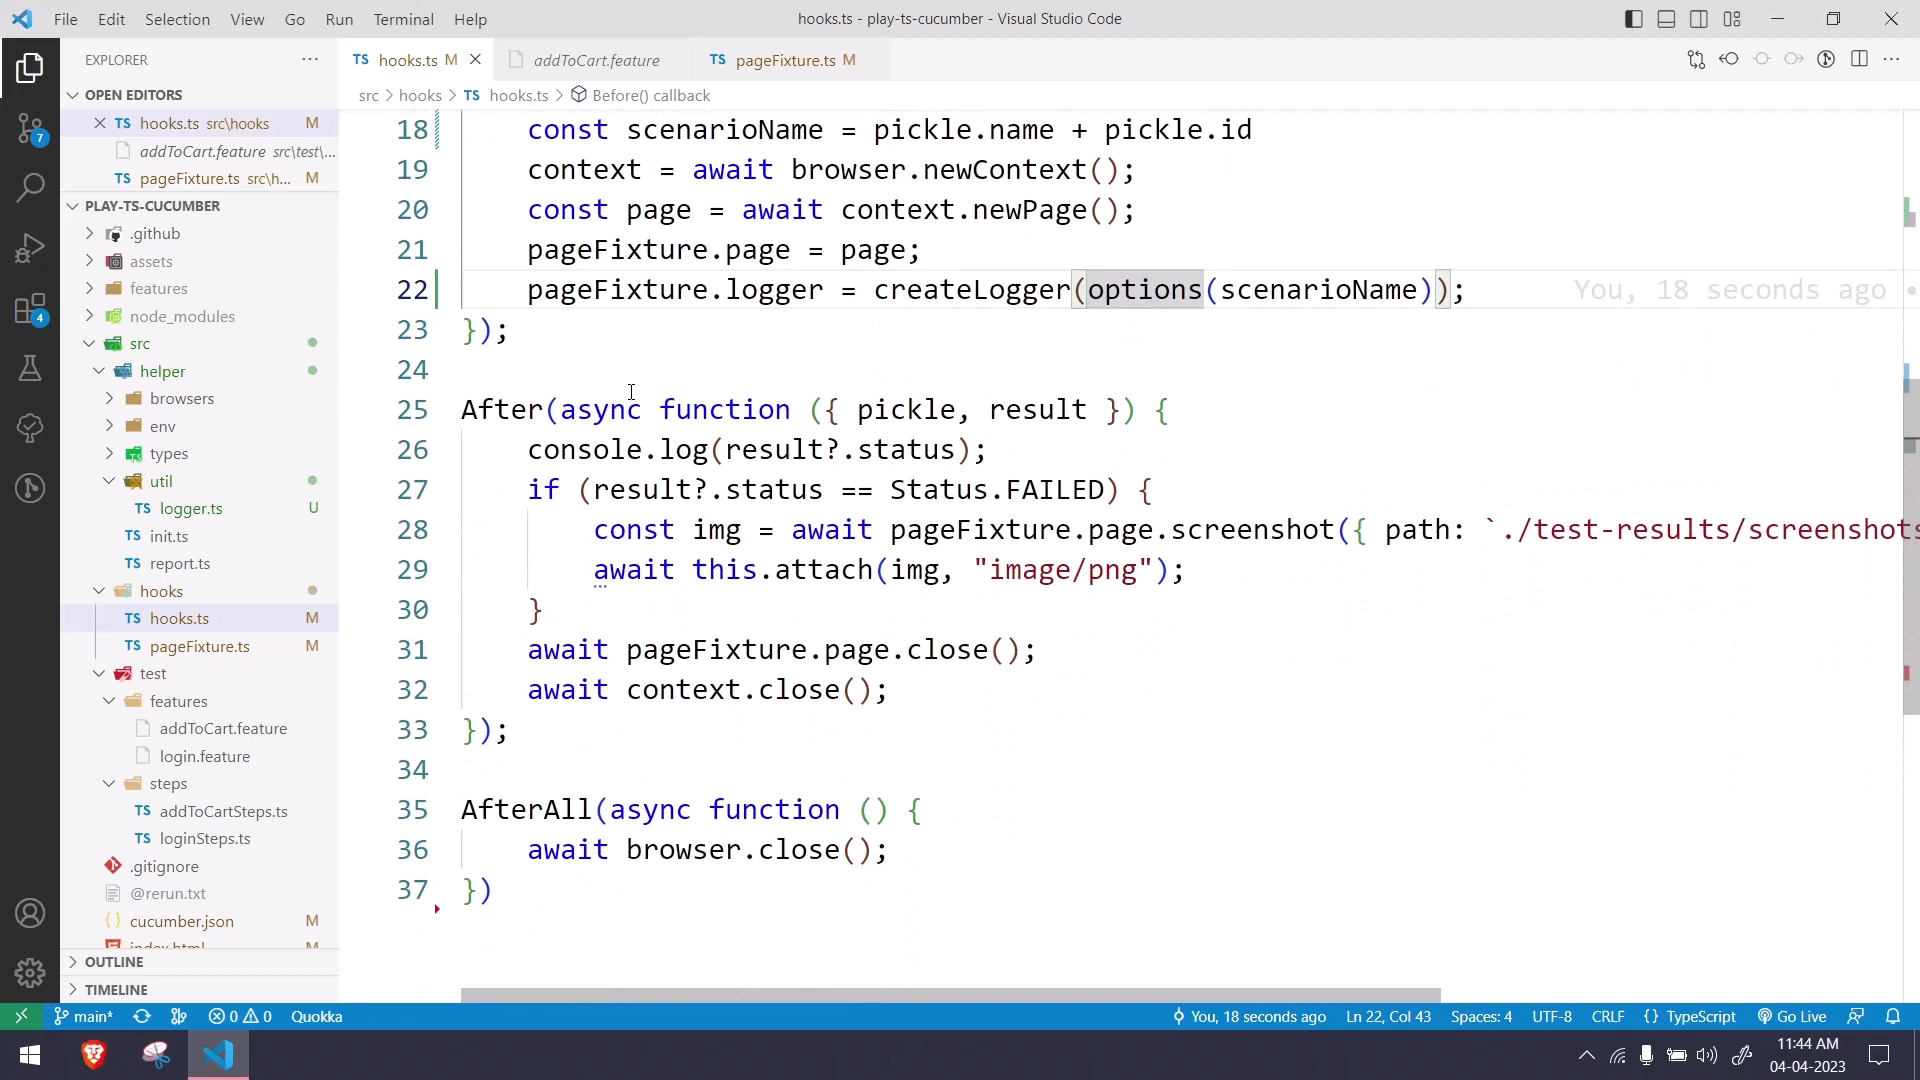 File Edit Selection View Go Run Terminal Help
hooks.ts - play-ts-cucumber - Visual Studio Code
EXPLORER
TS hooks.ts M
addToCart.feature
TS pageFixture.ts M
src > hooks > TS hooks.ts > Before() callback
OPEN EDITORS
TS hooks.ts src\hooks M
addToCart.feature src\test\...
TS pageFixture.ts src\h... M
PLAY-TS-CUCUMBER
.github
assets
features
node_modules
src
helper
browsers
env
types
util
TS logger.ts U
TS init.ts
TS report.ts
hooks
TS hooks.ts M
TS pageFixture.ts M
test
features
addToCart.feature
login.feature
steps
TS addToCartSteps.ts
TS loginSteps.ts
.gitignore
@rerun.txt
cucumber.json M
index.html M
OUTLINE
TIMELINE
7
4
18 const scenarioName = pickle.name + pickle.id
19 context = await browser.newContext();
20 const page = await context.newPage();
21 pageFixture.page = page;
22 pageFixture.logger = createLogger(options(scenarioName)); You, 18 seconds ago •
23 });
24
25 After(async function ({ pickle, result }) {
26 console.log(result?.status);
27 if (result?.status == Status.FAILED) {
28 const img = await pageFixture.page.screenshot({ path: `./test-results/screenshots
29 await this.attach(img, "image/png");
30 }
31 await pageFixture.page.close();
32 await context.close();
33 });
34
35 AfterAll(async function () {
36 await browser.close();
37 })
main* 0 0 Quokka
You, 18 seconds ago Ln 22, Col 43 Spaces: 4 UTF-8 CRLF {} TypeScript Go Live
11:44 AM
04-04-2023